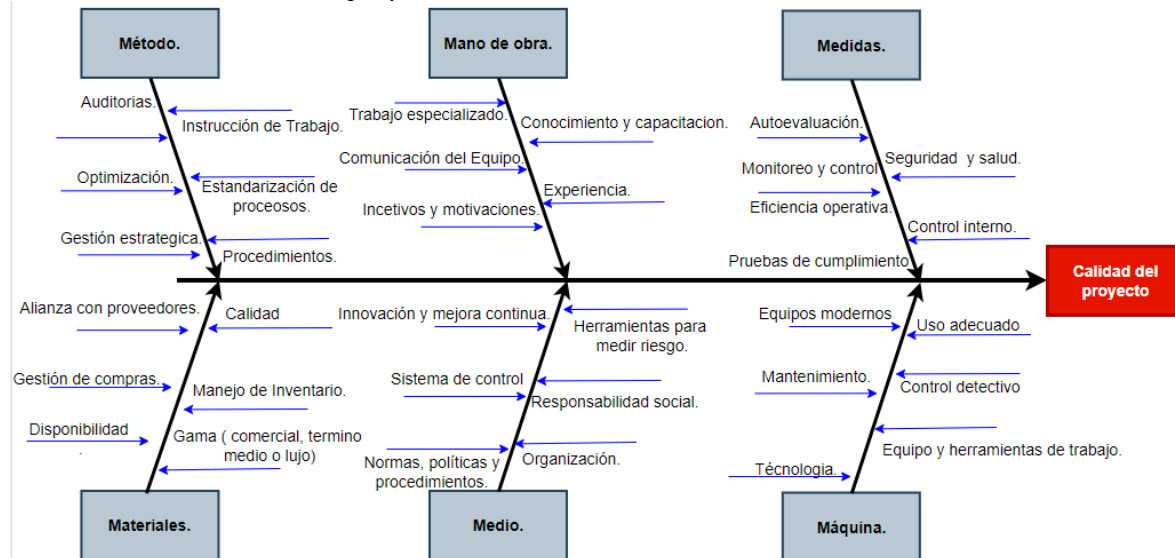 Método.
Mano de obra.
Medidas.
Auditorias.
Instrucción de Trabajo.
Optimización.
Estandarización de
proceosos.
Gestión estrategica.
Procedimientos.
Trabajo especializado.
Conocimiento y capacitacion.
Comunicación del Equipo.
Experiencia.
Incetivos y motivaciones.
Autoevaluación.
Seguridad y salud.
Monitoreo y control
Eficiencia operativa.
Control interno.
Pruebas de cumplimiento
Calidad del
proyecto
Alianza con proveedores.
Calidad
Gestión de compras.
Manejo de Inventario.
Disponibilidad
.
Gama ( comercial, termino
medio o lujo)
Innovación y mejora continua.
Herramientas para
medir riesgo.
Sistema de control
Responsabilidad social.
Normas, políticas y
procedimientos.
Organización.
Equipos modernos
Uso adecuado
Mantenimiento.
Control detectivo
Equipo y herramientas de trabajo.
Técnologia.
Materiales.
Medio.
Máquina.